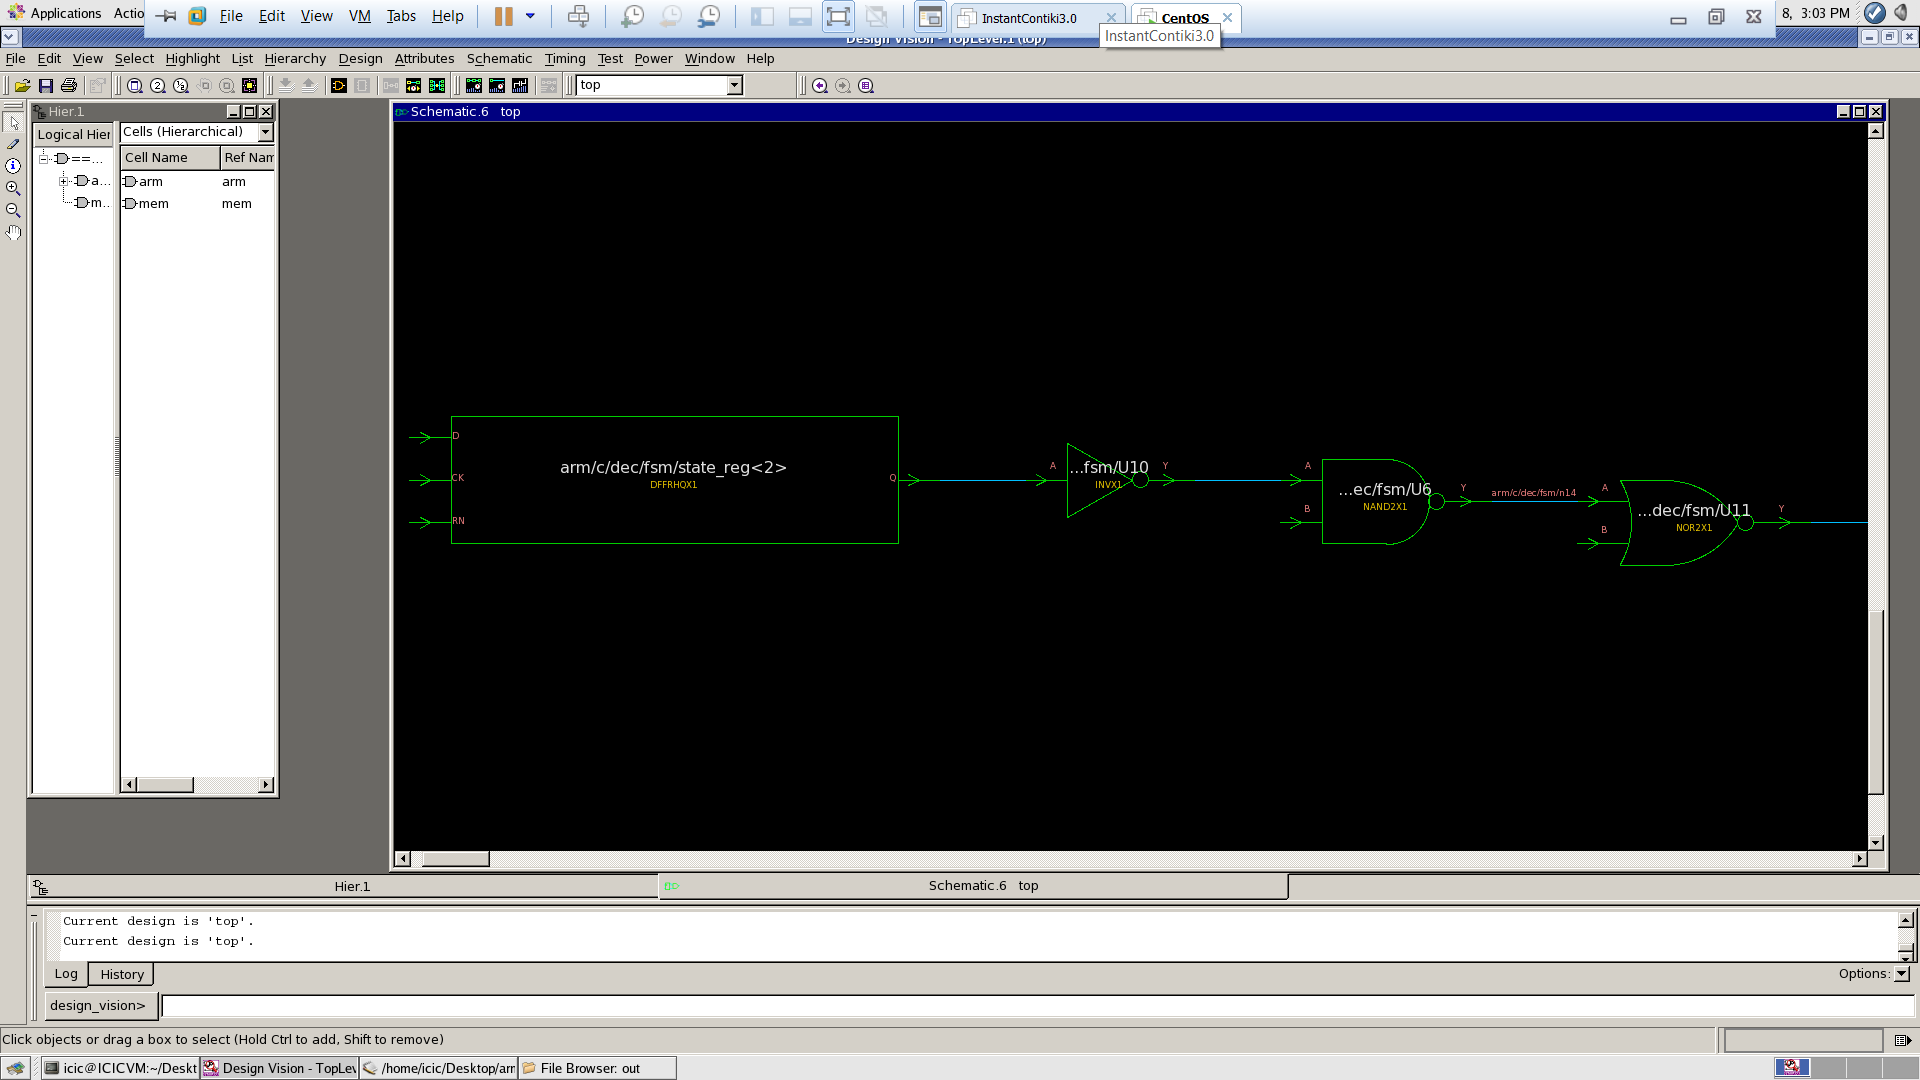 Applications Actio
File Edit View VM Tabs Help
InstantContiki3.0
CentOS
8, 3:03 PM
InstantContiki3.0
Design Vision - TopLevel.1 (top)
File Edit View Select Highlight List Hierarchy Design Attributes Schematic Timing Test Power Window Help
top
Hier.1
Logical Hier
Cells (Hierarchical)
Cell Name Ref Nam
==...
a...
m...
arm arm
mem mem
Schematic.6 top
D
CK
RN
Q
arm/c/dec/fsm/state_reg<2>
DFFRHQX1
A
...fsm/U10
INVX1
Y
A
B
...ec/fsm/U6
NAND2X1
Y
arm/c/dec/fsm/n14
A
B
...dec/fsm/U11
NOR2X1
Y
Hier.1
Schematic.6 top
Current design is 'top'.
Current design is 'top'.
Log History
Options:
design_vision>
Click objects or drag a box to select (Hold Ctrl to add, Shift to remove)
icic@ICICVM:~/Deskt
Design Vision - TopLev
/home/icic/Desktop/arm
File Browser: out